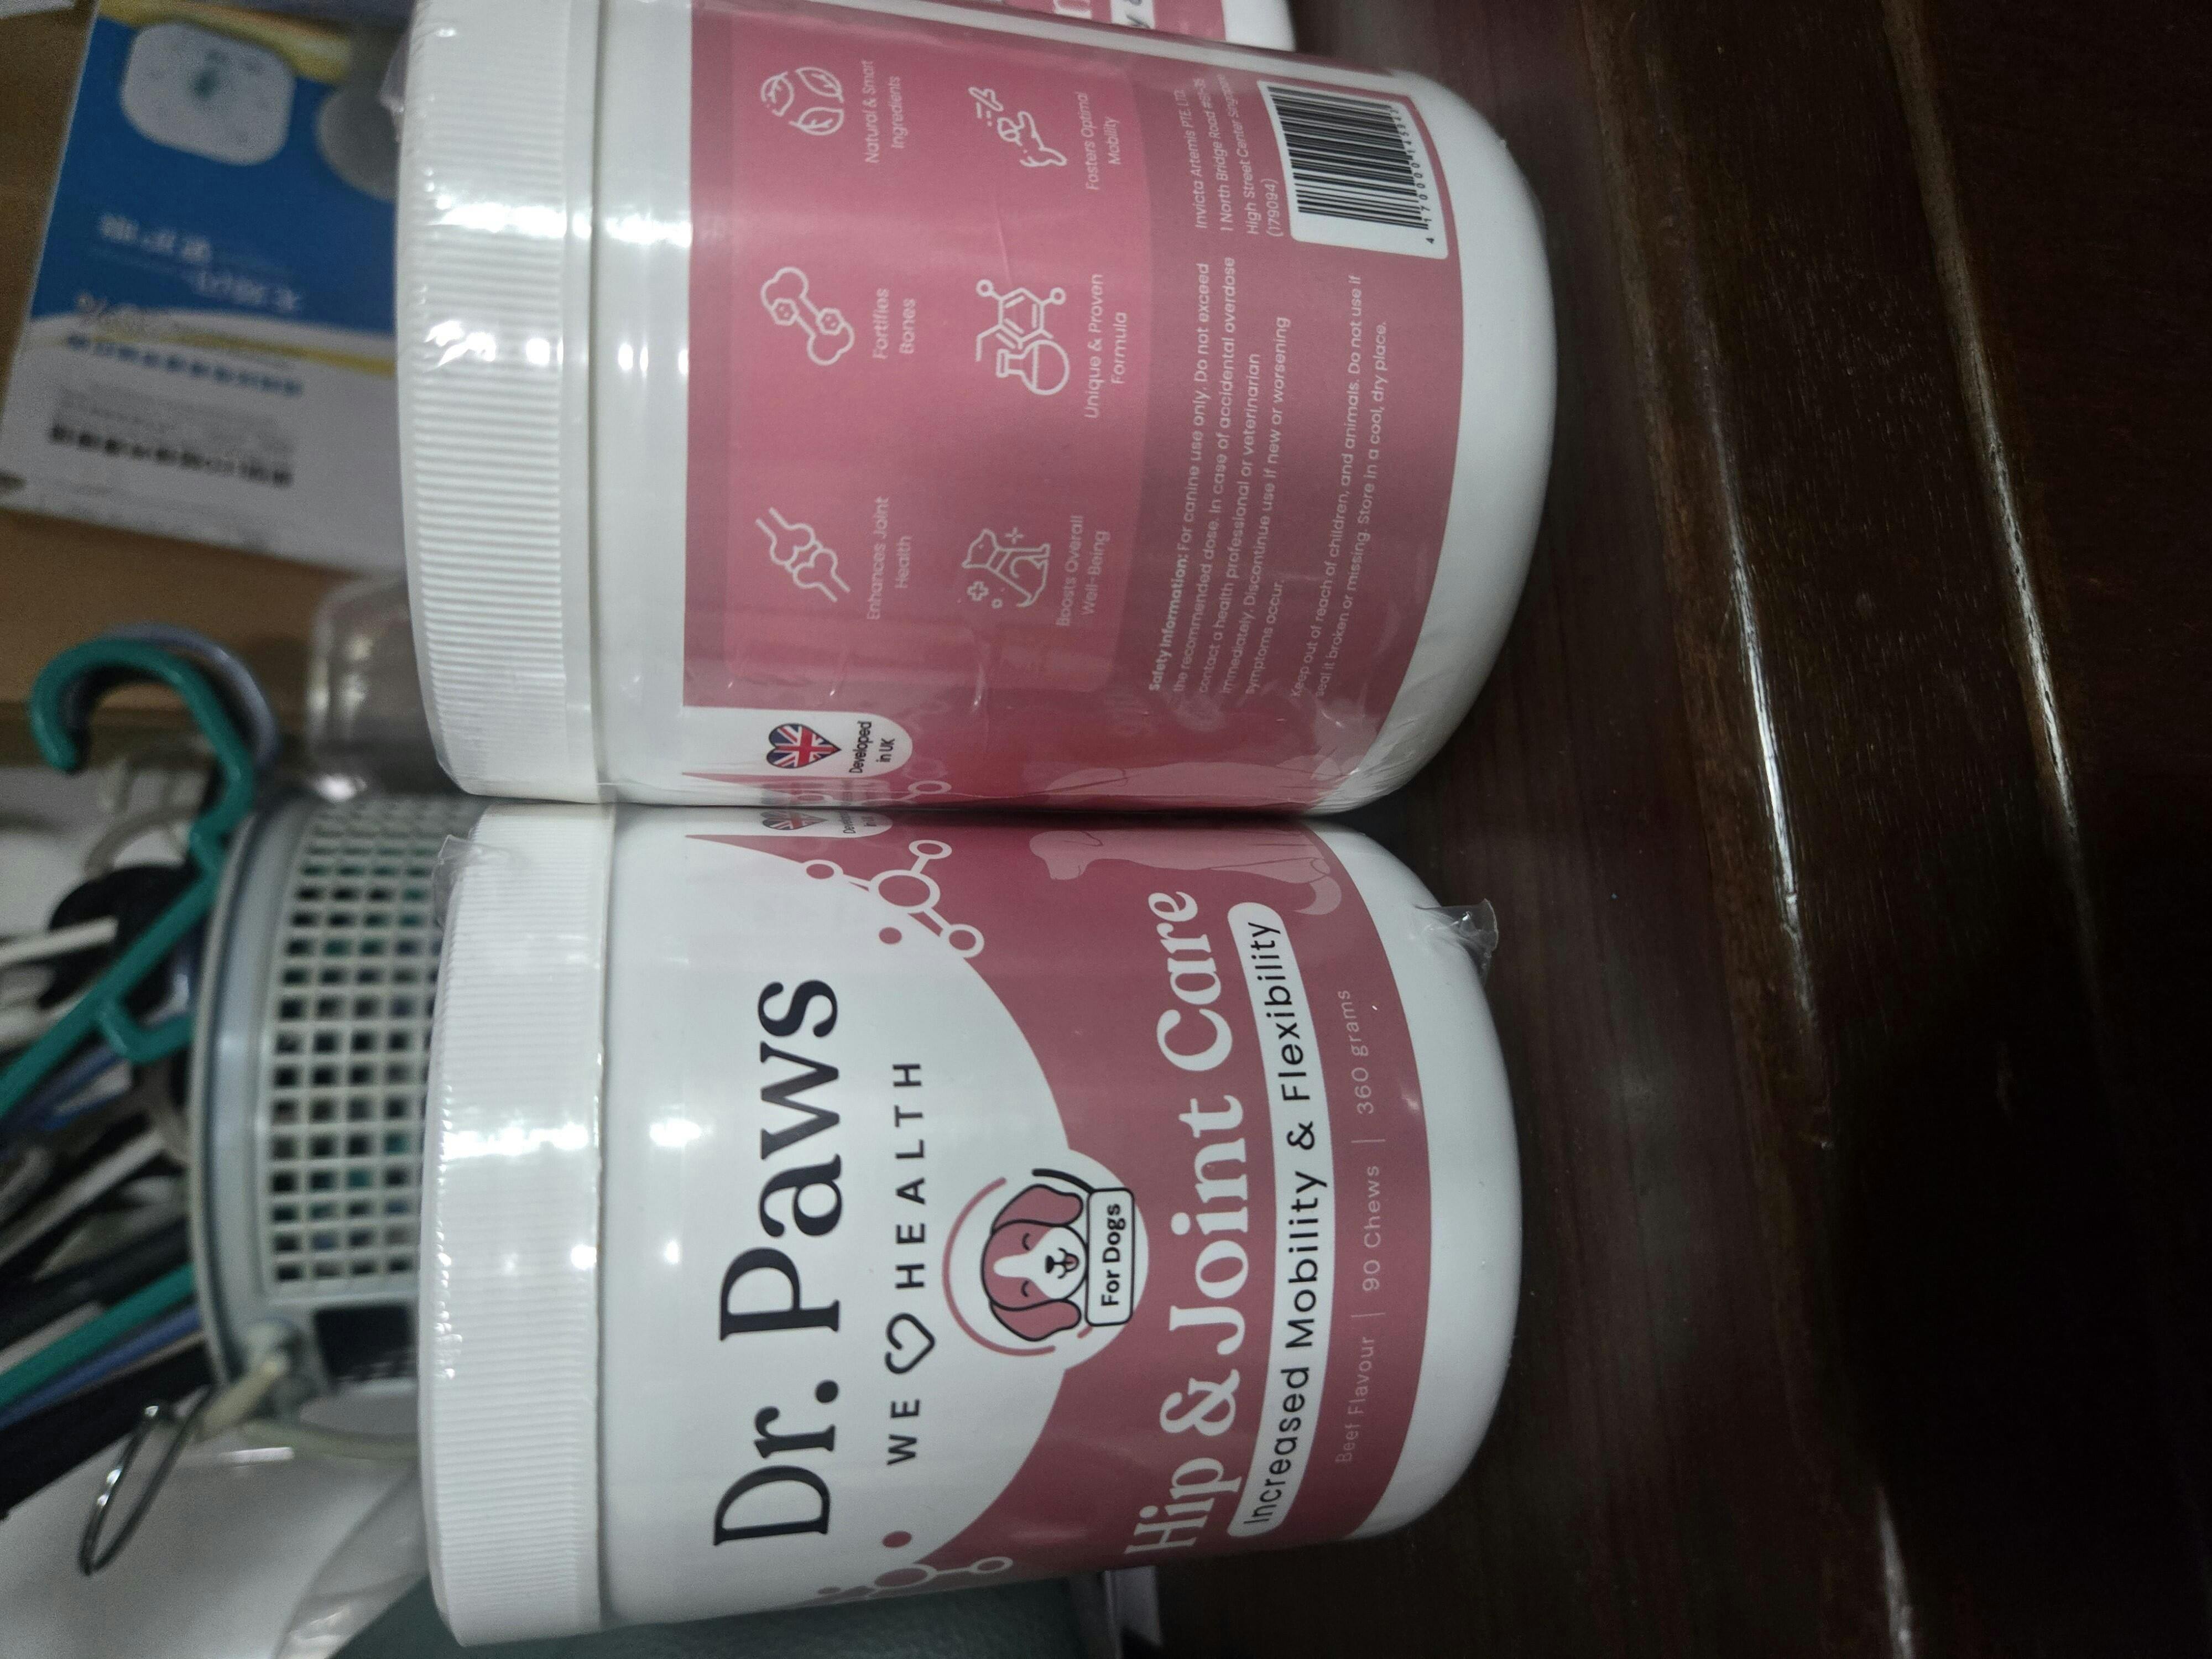 Dr. Paws
WE HEALTH
For Dogs
Hip & Joint Care
Increased Mobility & Flexibility
Beef Flavour | 90 Chews | 360 grams
Developed
in UK
Enhances Joint
Health
Fortifies
Bones
Natural & Smart
Ingredients
Boosts Overall
Well-Being
Unique & Proven
Formula
Fosters Optimal
Mobility
Safety Information: For canine use only. Do not exceed
the recommended dose. In case of accidental overdose
contact a health professional or veterinarian
immediately. Discontinue use if new or worsening
symptoms occur.
Keep out of reach of children, and animals. Do not use if
seal it broken or missing. Store in a cool, dry place.
Invicta Artemis PTE. LTD.
1 North Bridge Road
High Street Center Singapore
(179094)